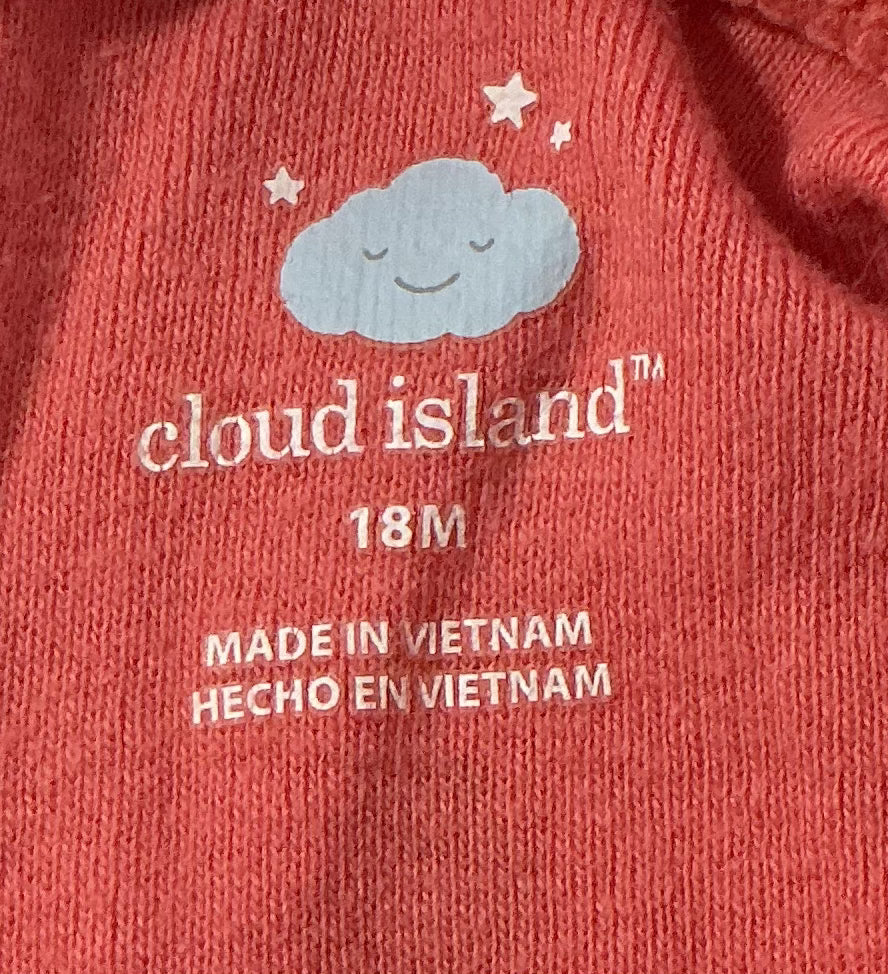 cloud island™
18M
MADE IN VIETNAM
HECHO EN VIETNAM